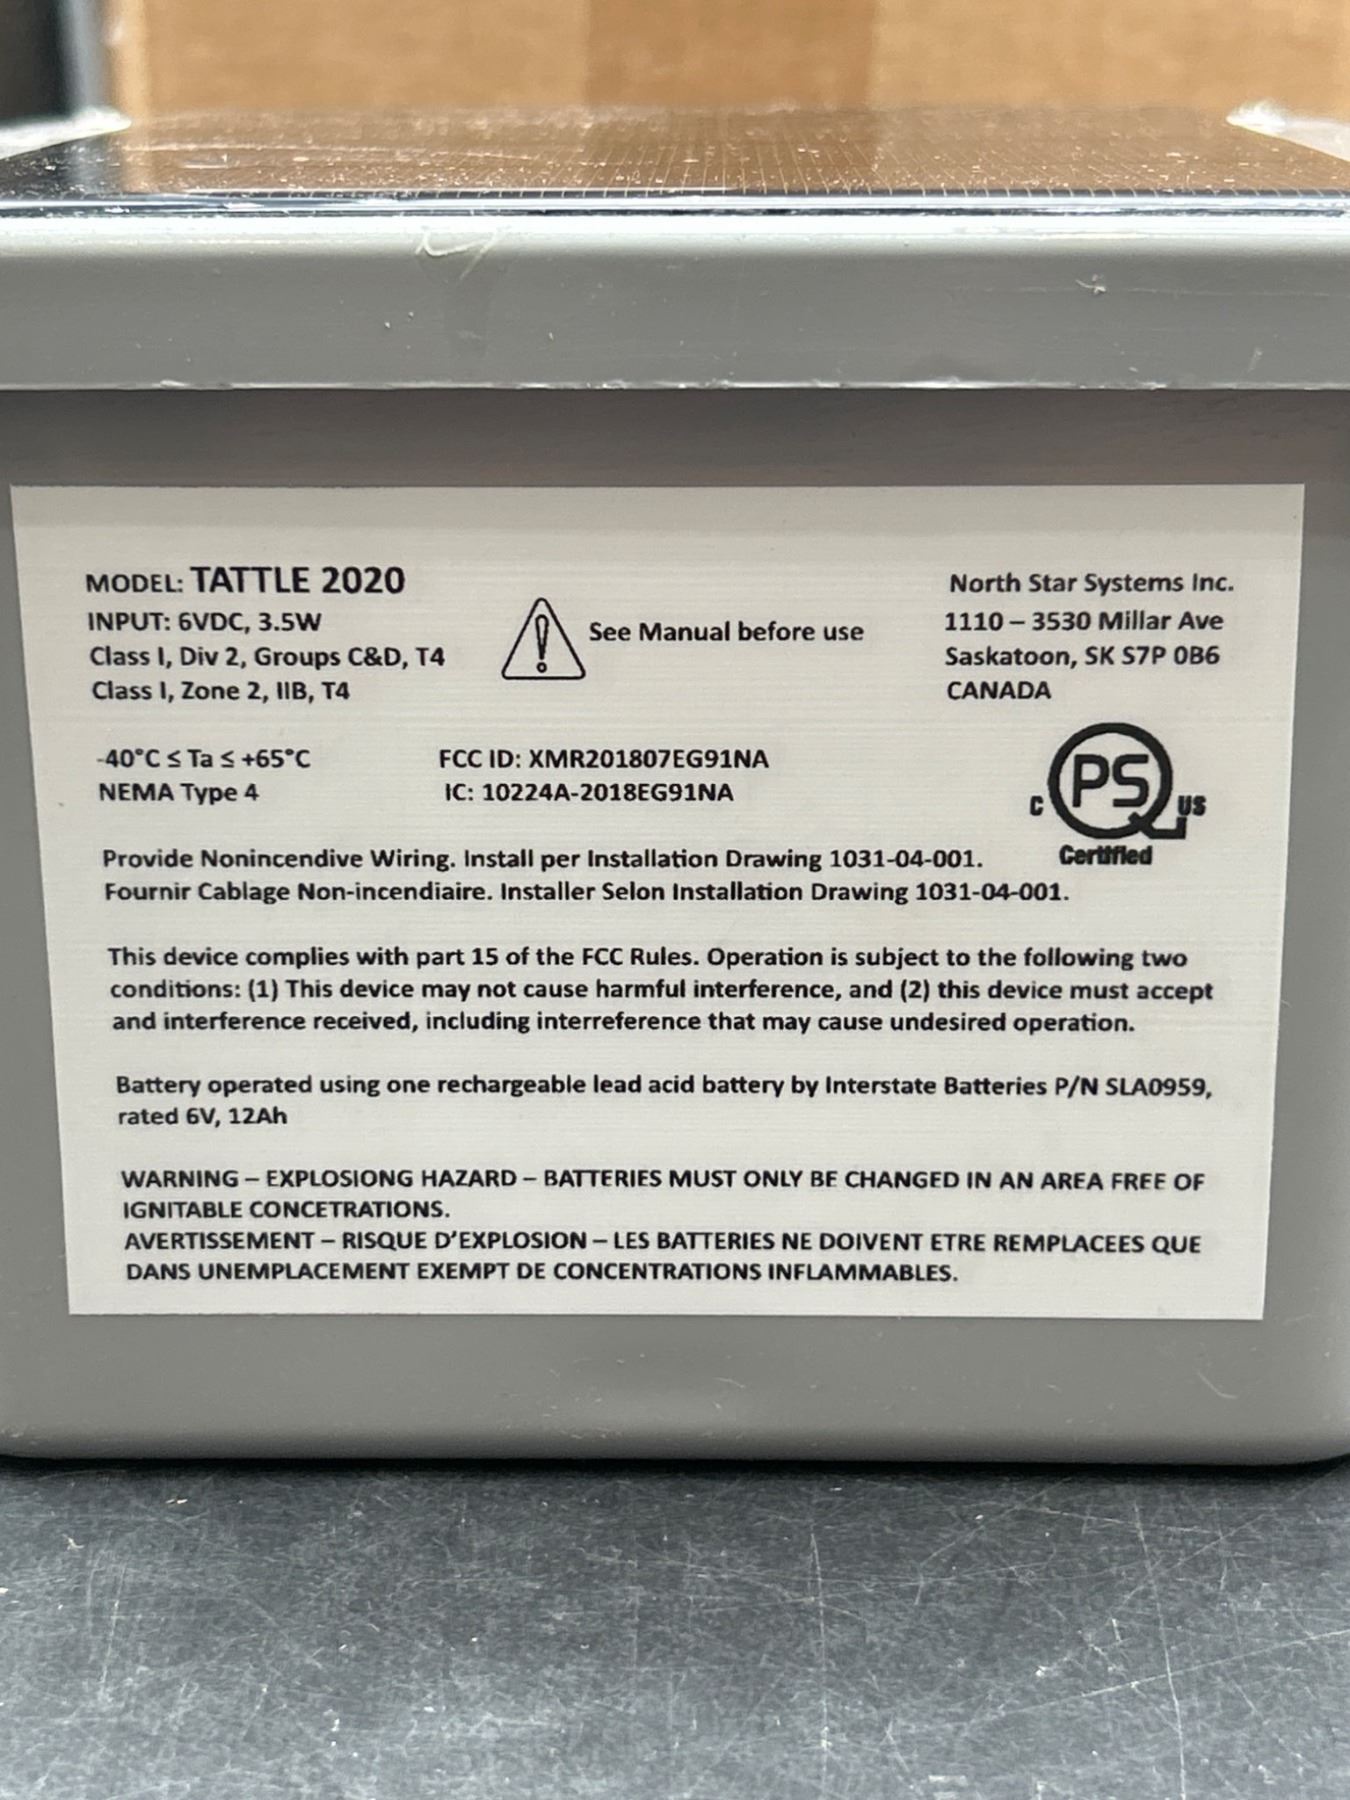 MODEL: TATTLE 2020
INPUT: 6VDC, 3.5W
Class I, Div 2, Groups C&D, T4
Class I, Zone 2, IIB, T4
See Manual before use
North Star Systems Inc.
1110 – 3530 Millar Ave
Saskatoon, SK S7P 0B6
CANADA
-40°C ≤ Ta ≤ +65°C
NEMA Type 4
FCC ID: XMR201807EG91NA
IC: 10224A-2018EG91NA
C PS US
Certified
Provide Nonincendive Wiring. Install per Installation Drawing 1031-04-001.
Fournir Cablage Non-incendiaire. Installer Selon Installation Drawing 1031-04-001.
This device complies with part 15 of the FCC Rules. Operation is subject to the following two
conditions: (1) This device may not cause harmful interference, and (2) this device must accept
and interference received, including interreference that may cause undesired operation.
Battery operated using one rechargeable lead acid battery by Interstate Batteries P/N SLA0959,
rated 6V, 12Ah
WARNING – EXPLOSIONG HAZARD – BATTERIES MUST ONLY BE CHANGED IN AN AREA FREE OF
IGNITABLE CONCETRATIONS.
AVERTISSEMENT – RISQUE D'EXPLOSION – LES BATTERIES NE DOIVENT ETRE REMPLACEES QUE
DANS UNEMPLACEMENT EXEMPT DE CONCENTRATIONS INFLAMMABLES.